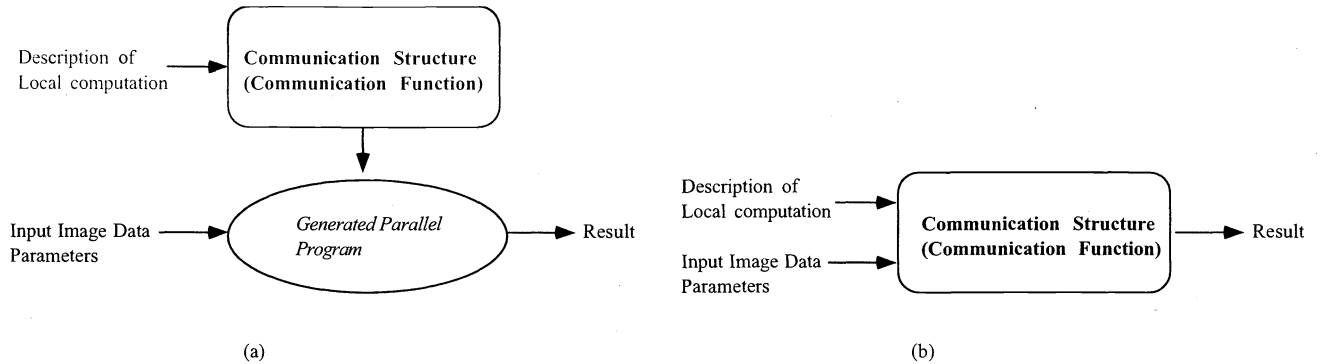 Description of
Local computation
Communication Structure
(Communication Function)
Input Image Data
Parameters
Generated Parallel
Program
Result
(a)
Description of
Local computation
Input Image Data
Parameters
Communication Structure
(Communication Function)
Result
(b)